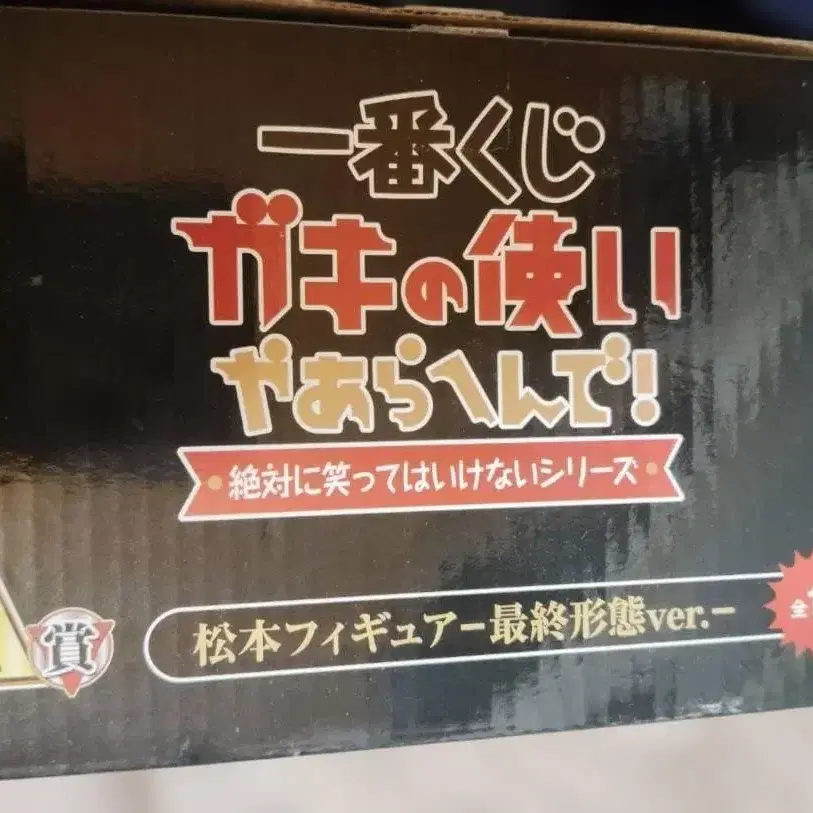 一番くじ
ガキの使い
やあらへんで!
・絶対に笑ってはいけないシリーズ・
賞 松本フィギュアー最終形態ver.ー
全